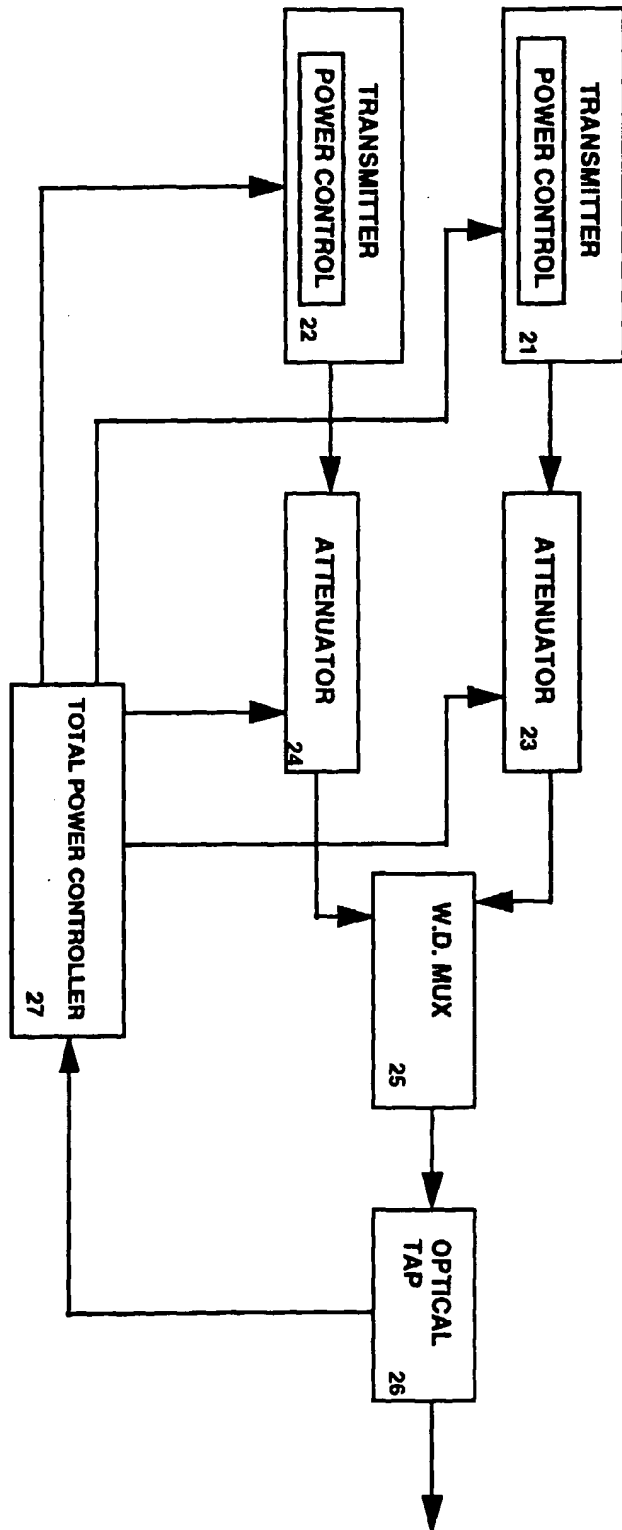 TRANSMITTER
POWER CONTROL
21
ATTENUATOR
23
TRANSMITTER
POWER CONTROL
22
ATTENUATOR
24
W.D. MUX
25
OPTICAL
TAP
26
TOTAL POWER CONTROLLER
27